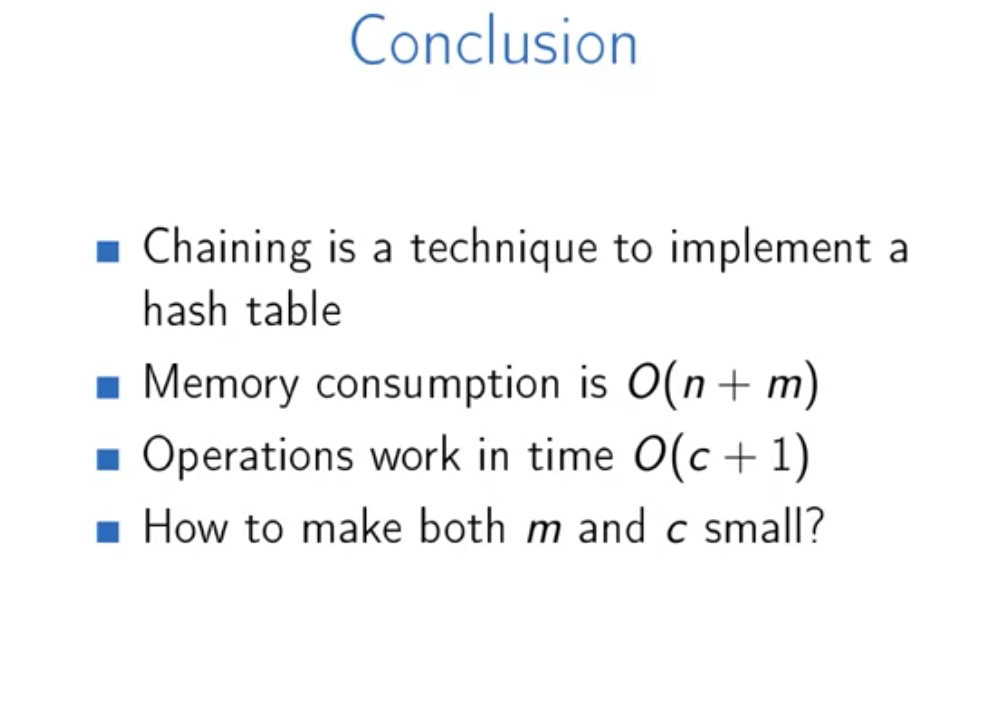 Conclusion
Chaining is a technique to implement a
hash table
Memory consumption is O(n + m)
Operations work in time O(c + 1)
How to make both m and c small?